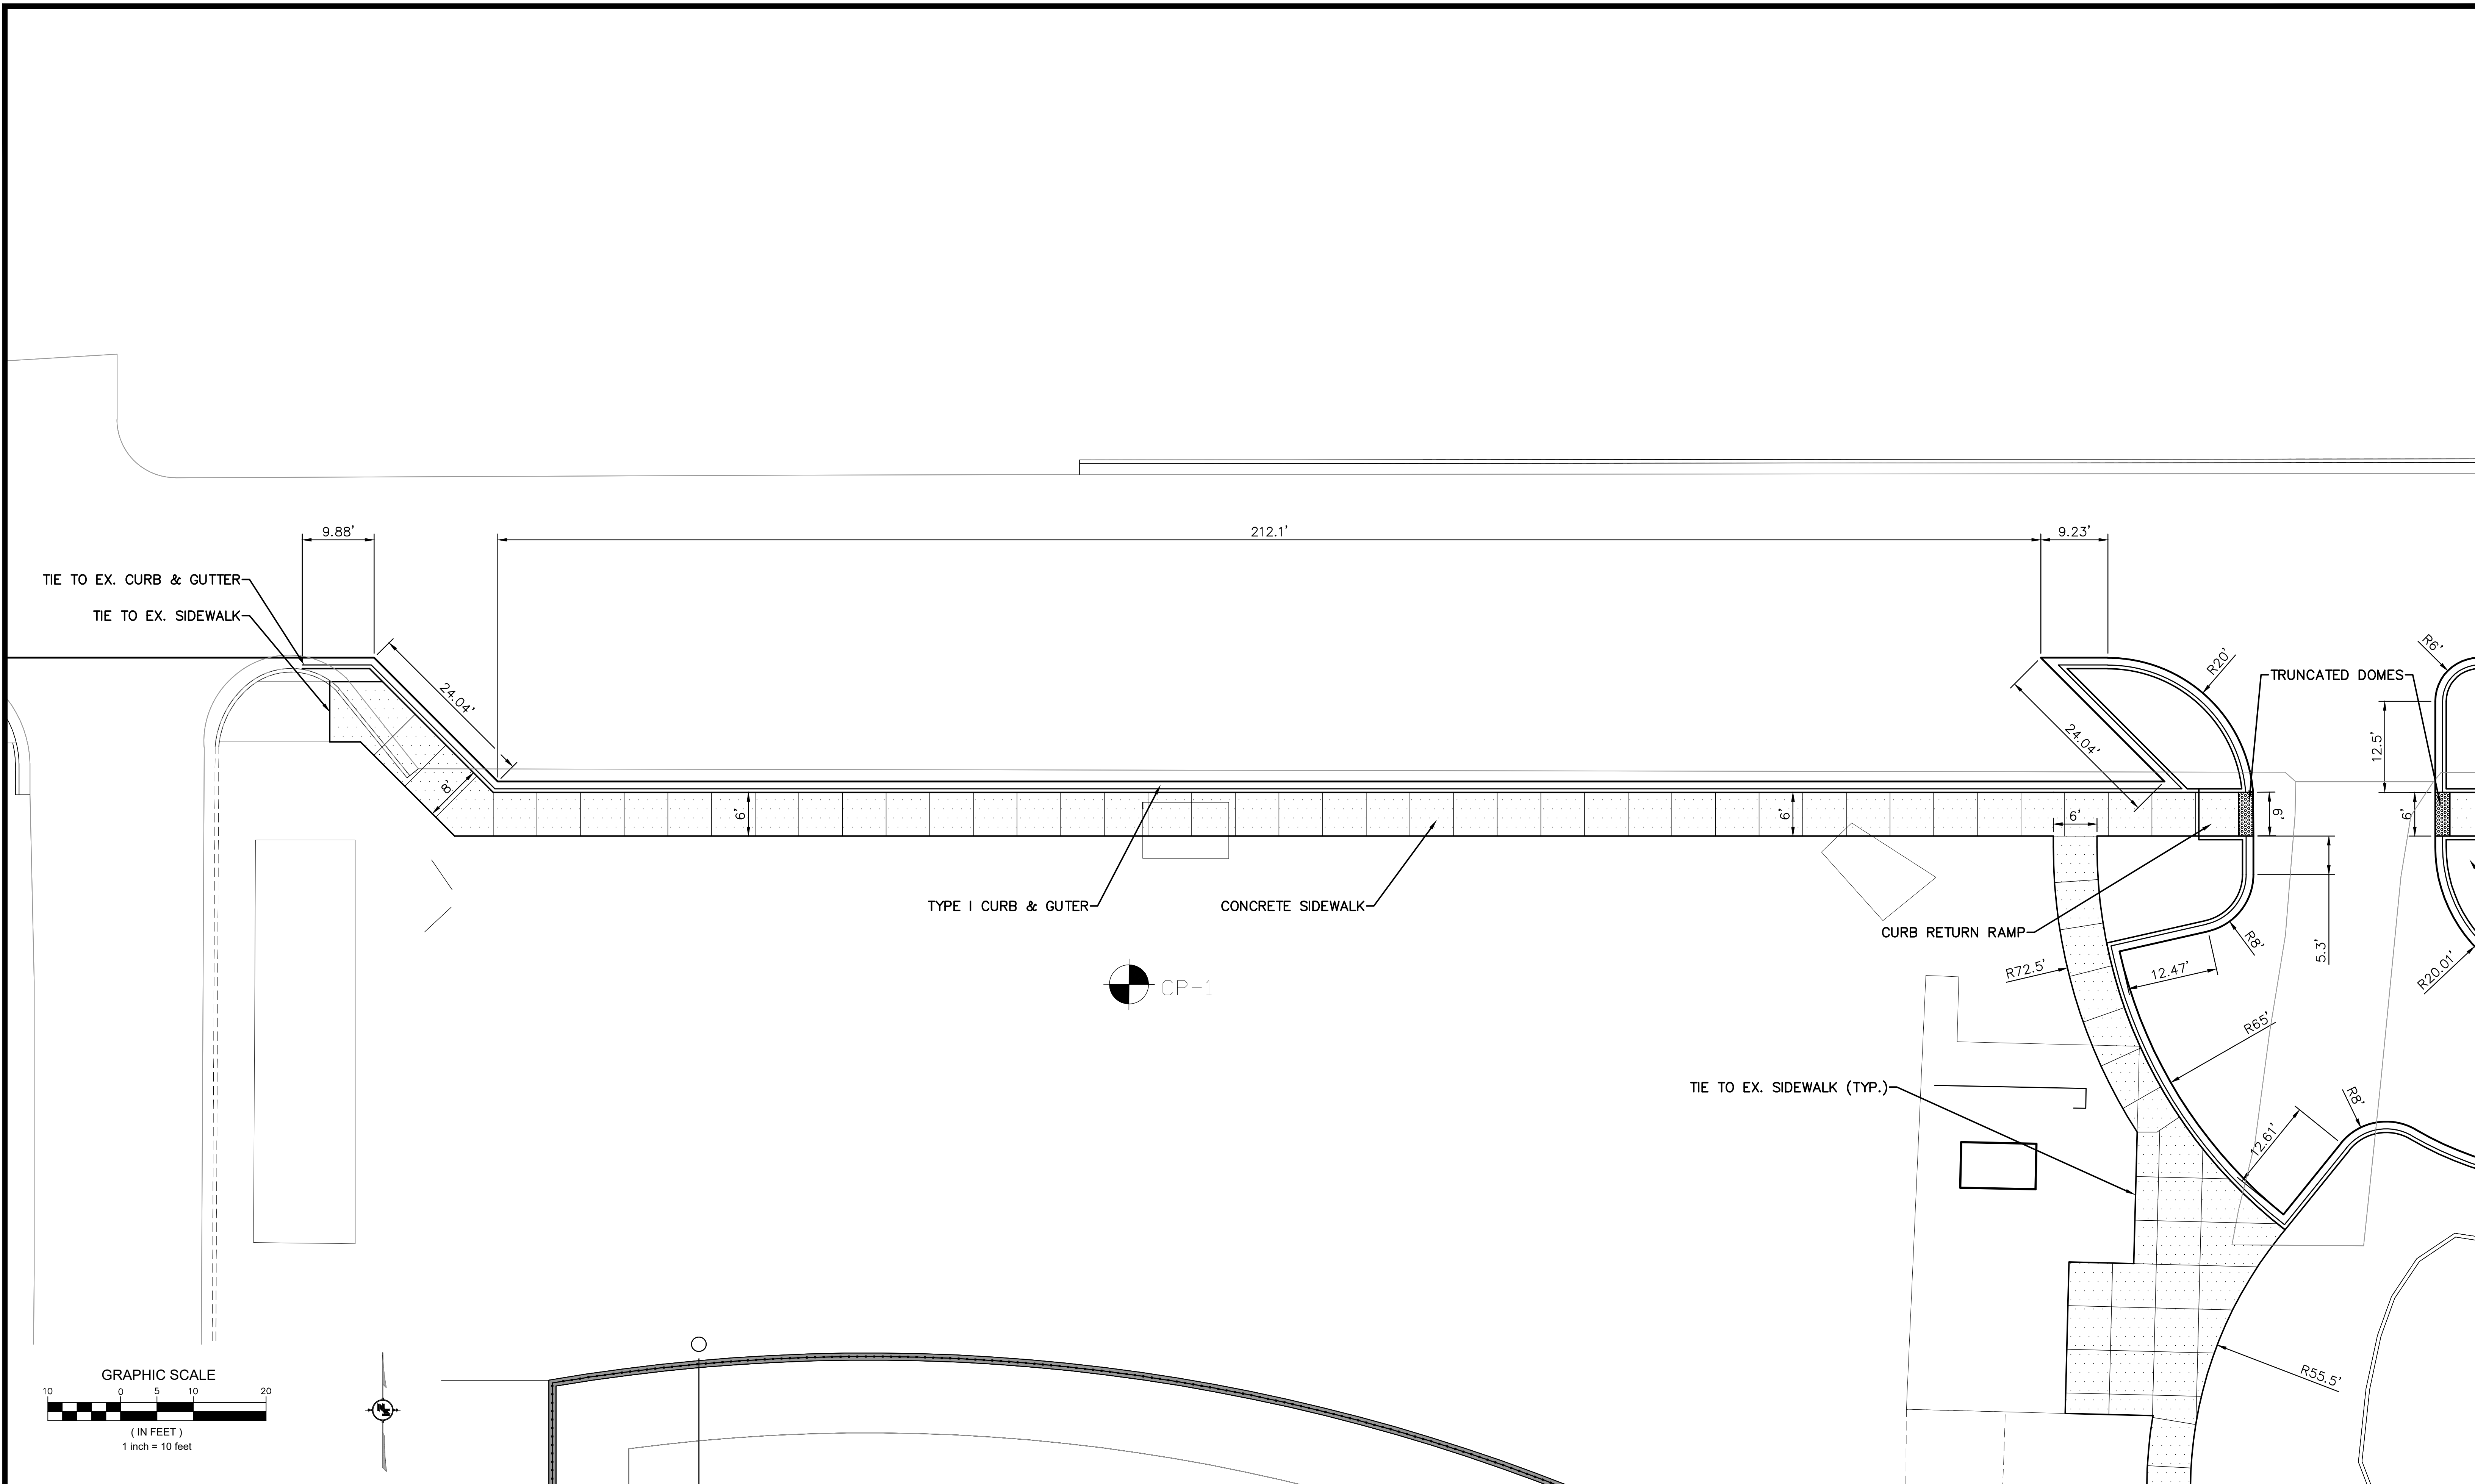 9.88'
212.1'
9.23'
TIE TO EX. CURB & GUTTER
TIE TO EX. SIDEWALK
24.04'
8'
6'
6'
6'
24.04'
R20'
TRUNCATED DOMES
R6'
12.5'
6'
6'
TYPE I CURB & GUTER
CONCRETE SIDEWALK
CURB RETURN RAMP
CP-1
R72.5'
12.47'
R8'
5.3'
R20.01'
R65'
TIE TO EX. SIDEWALK (TYP.)
R8'
12.61'
R55.5'
GRAPHIC SCALE
10 0 5 10 20
( IN FEET )
1 inch = 10 feet
N